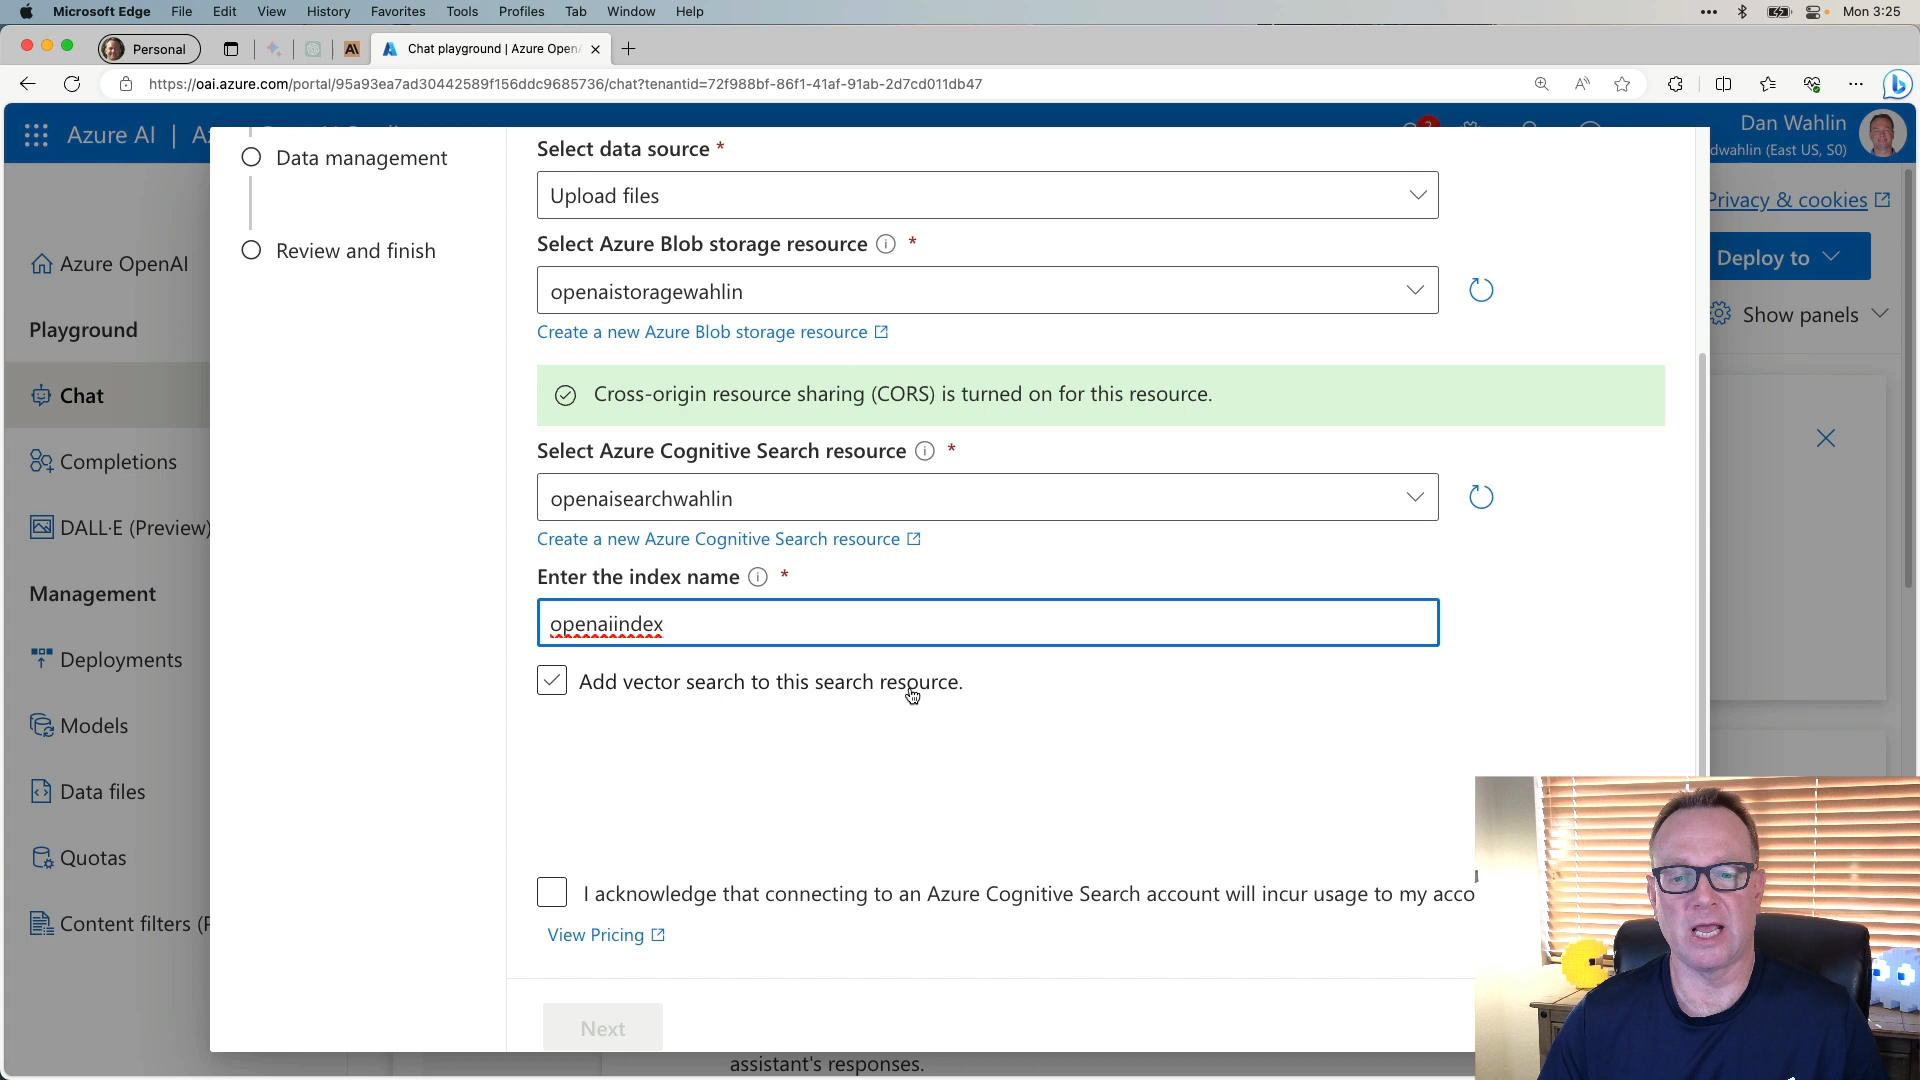 Microsoft Edge File Edit View History Favorites Tools Profiles Tab Window Help Mon 3:25
Personal Chat playground | Azure Open
https://oai.azure.com/portal/95a93ea7ad30442589f156ddc9685736/chat?tenantid=72f988bf-86f1-41af-91ab-2d7cd011db47
Azure AI | Az
2
Dan Wahlin
dwahlin (East US, S0)
Privacy & cookies
Deploy to
Show panels
Azure OpenAI
Playground
Chat
Completions
DALL·E (Preview)
Management
Deployments
Models
Data files
Quotas
Content filters (P
Data management
Review and finish
Select data source *
Upload files
Select Azure Blob storage resource *
openaistoragewahlin
Create a new Azure Blob storage resource
Cross-origin resource sharing (CORS) is turned on for this resource.
Select Azure Cognitive Search resource *
openaisearchwahlin
Create a new Azure Cognitive Search resource
Enter the index name *
openaiindex
Add vector search to this search resource.
I acknowledge that connecting to an Azure Cognitive Search account will incur usage to my acco
View Pricing
Next
assistant's responses.